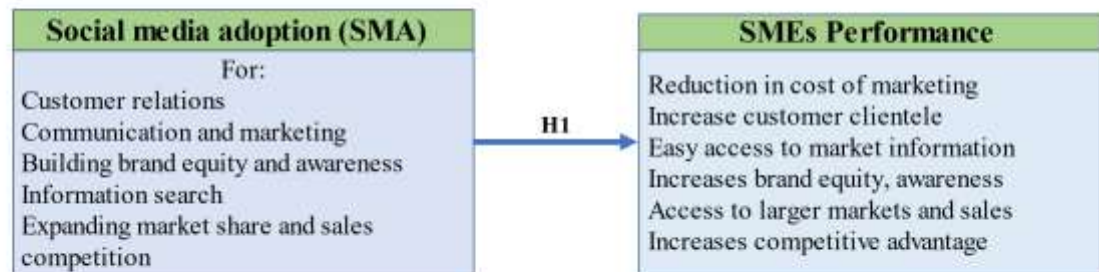 Social media adoption (SMA)
For:
Customer relations
Communication and marketing
Building brand equity and awareness
Information search
Expanding market share and sales
competition
H1
SMEs Performance
Reduction in cost of marketing
Increase customer clientele
Easy access to market information
Increases brand equity, awareness
Access to larger markets and sales
Increases competitive advantage